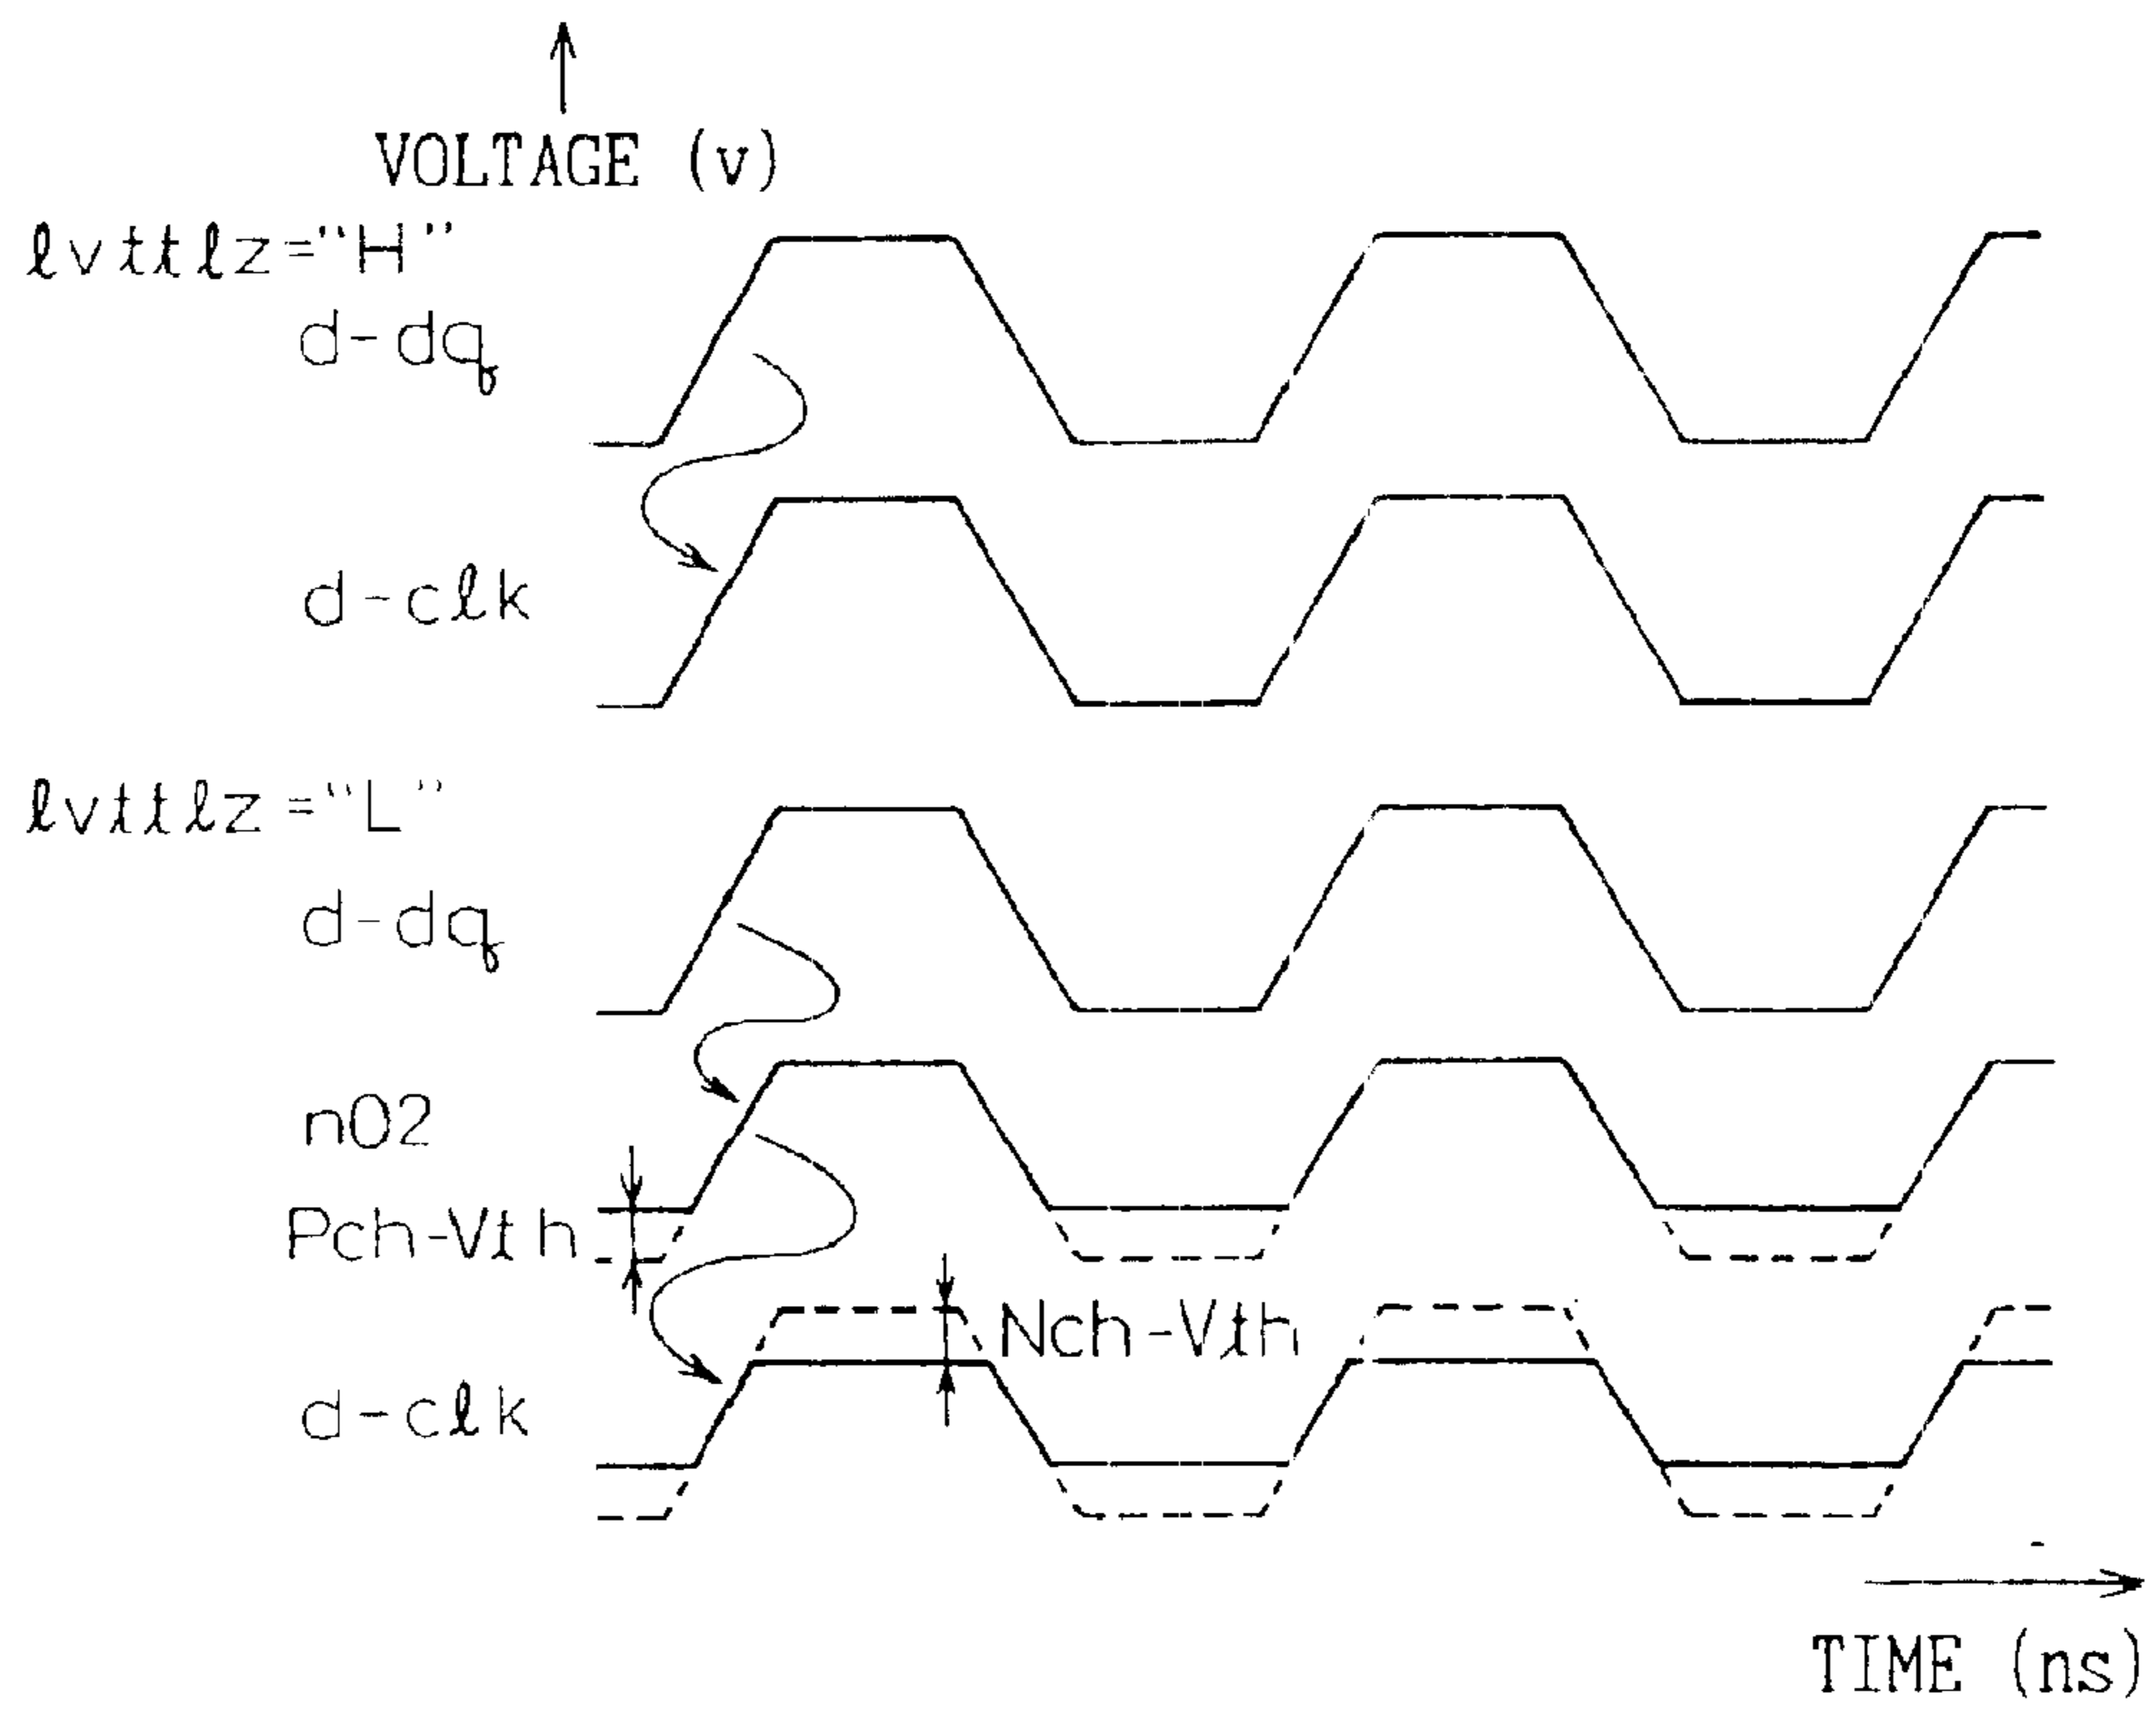 VOLTAGE (v)
lvttlz="H"
d-dq
d-clk
lvttlz="L"
d-dq
n02
Pch-Vth
Nch-Vth
d-clk
TIME (ns)